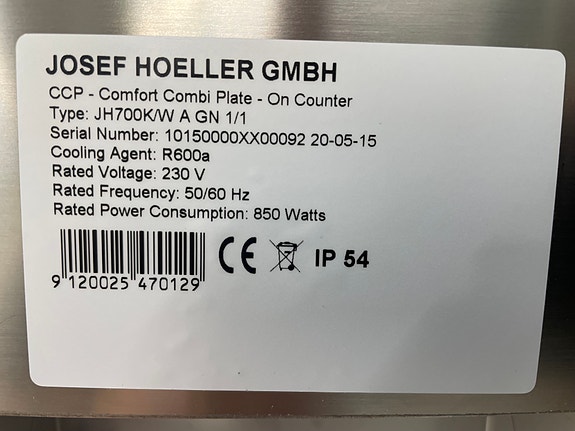 JOSEF HOELLER GMBH
CCP - Comfort Combi Plate - On Counter
Type: JH700K/W A GN 1/1
Serial Number: 10150000XX00092 20-05-15
Cooling Agent: R600a
Rated Voltage: 230 V
Rated Frequency: 50/60 Hz
Rated Power Consumption: 850 Watts
CE IP 54
9 120025 470129